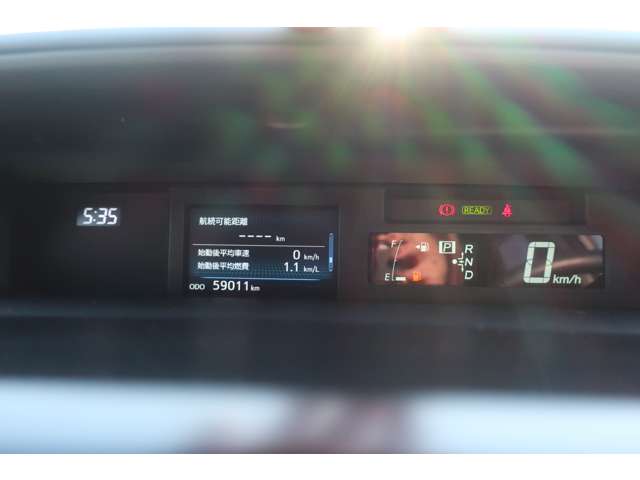 5:35
航続可能距離
---- km
始動後平均車速 0 km/h
始動後平均燃費 1.1 km/L
ODO 59011 km
READY
F
E
P
R
N
D
0 km/h